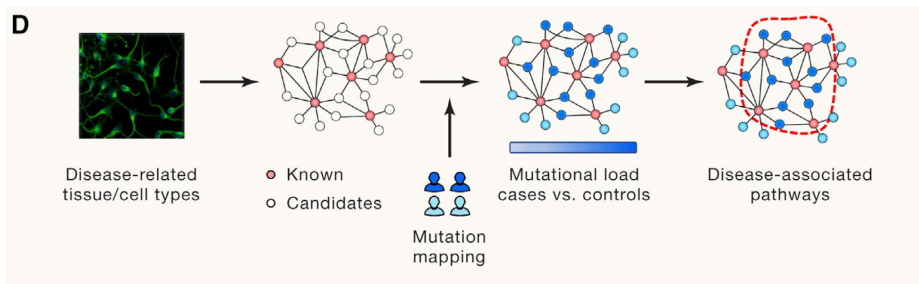 D
Disease-related
tissue/cell types
Known
Candidates
Mutation
mapping
Mutational load
cases vs. controls
Disease-associated
pathways